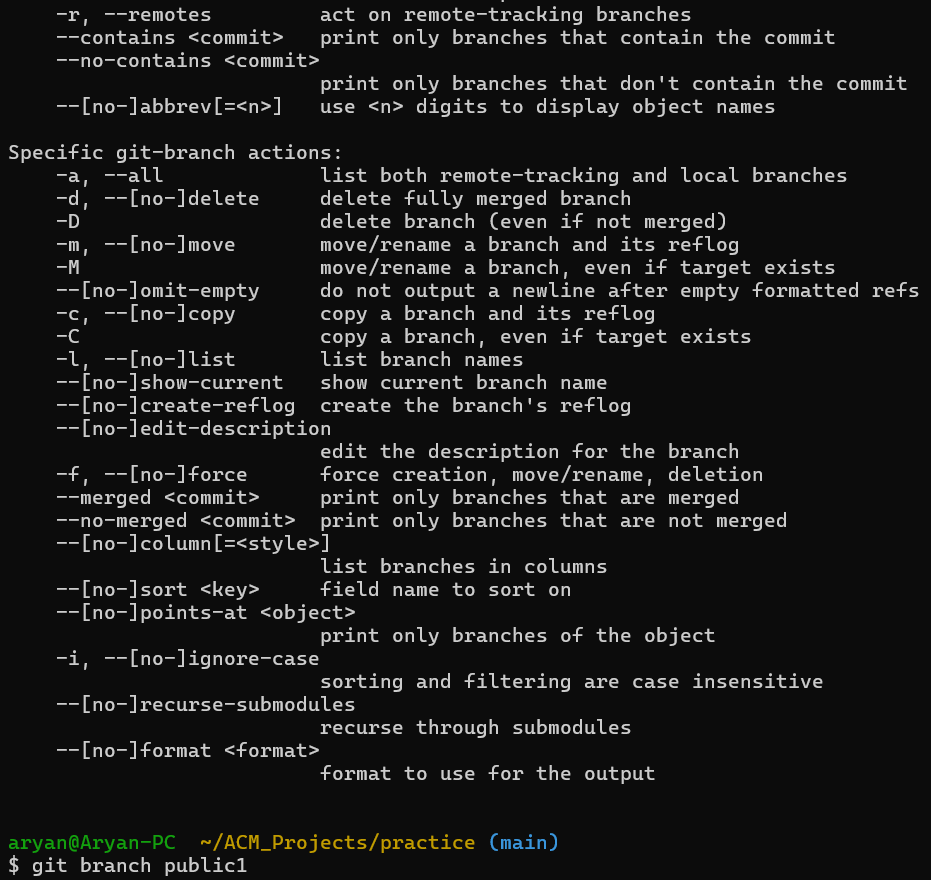 -r, --remotes         act on remote-tracking branches
--contains <commit>   print only branches that contain the commit
--no-contains <commit>
print only branches that don't contain the commit
--[no-]abbrev[=<n>]   use <n> digits to display object names
Specific git-branch actions:
-a, --all             list both remote-tracking and local branches
-d, --[no-]delete     delete fully merged branch
-D                    delete branch (even if not merged)
-m, --[no-]move       move/rename a branch and its reflog
-M                    move/rename a branch, even if target exists
--[no-]omit-empty     do not output a newline after empty formatted refs
-c, --[no-]copy       copy a branch and its reflog
-C                    copy a branch, even if target exists
-l, --[no-]list       list branch names
--[no-]show-current   show current branch name
--[no-]create-reflog  create the branch's reflog
--[no-]edit-description
edit the description for the branch
-f, --[no-]force      force creation, move/rename, deletion
--merged <commit>     print only branches that are merged
--no-merged <commit>  print only branches that are not merged
--[no-]column[=<style>]
list branches in columns
--[no-]sort <key>     field name to sort on
--[no-]points-at <object>
print only branches of the object
-i, --[no-]ignore-case
sorting and filtering are case insensitive
--[no-]recurse-submodules
recurse through submodules
--[no-]format <format>
format to use for the output
aryan@Aryan-PC  ~/ACM_Projects/practice (main)
$ git branch public1